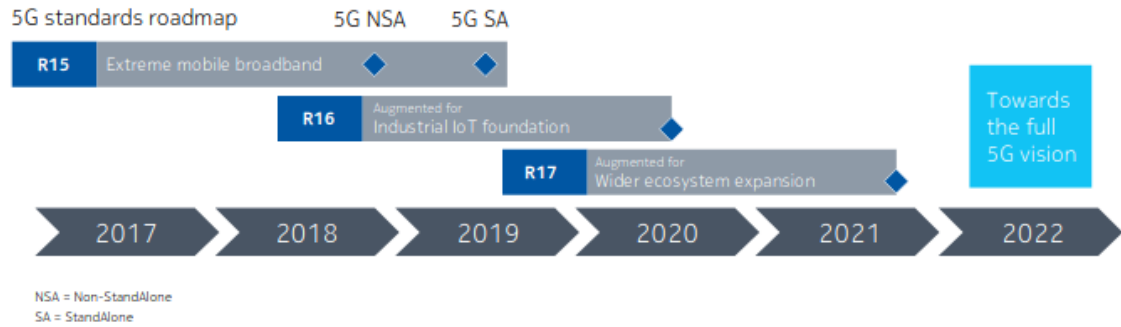 5G standards roadmap 5G NSA 5G SA
R15 Extreme mobile broadband
R16 Augmented for
Industrial IoT foundation
R17 Augmented for
Wider ecosystem expansion
Towards
the full
5G vision
2017 2018 2019 2020 2021 2022
NSA = Non-StandAlone
SA = StandAlone